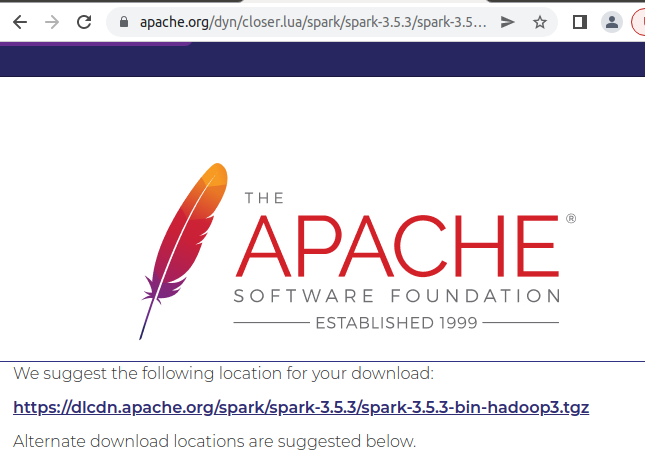 apache.org/dyn/closer.lua/spark/spark-3.5.3/spark-3.5...
THE
APACHE®
SOFTWARE FOUNDATION
ESTABLISHED 1999
We suggest the following location for your download:
https://dlcdn.apache.org/spark/spark-3.5.3/spark-3.5.3-bin-hadoop3.tgz
Alternate download locations are suggested below.